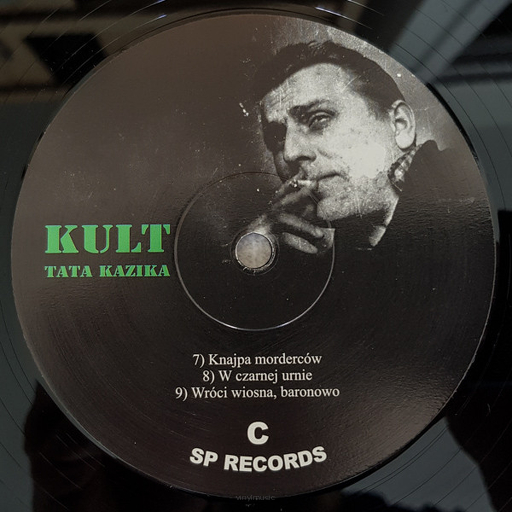 KULT
TATA KAZIKA
7) Knajpa morderców
8) W czarnej urnie
9) Wróci wiosna, baronowo
C
SP RECORDS